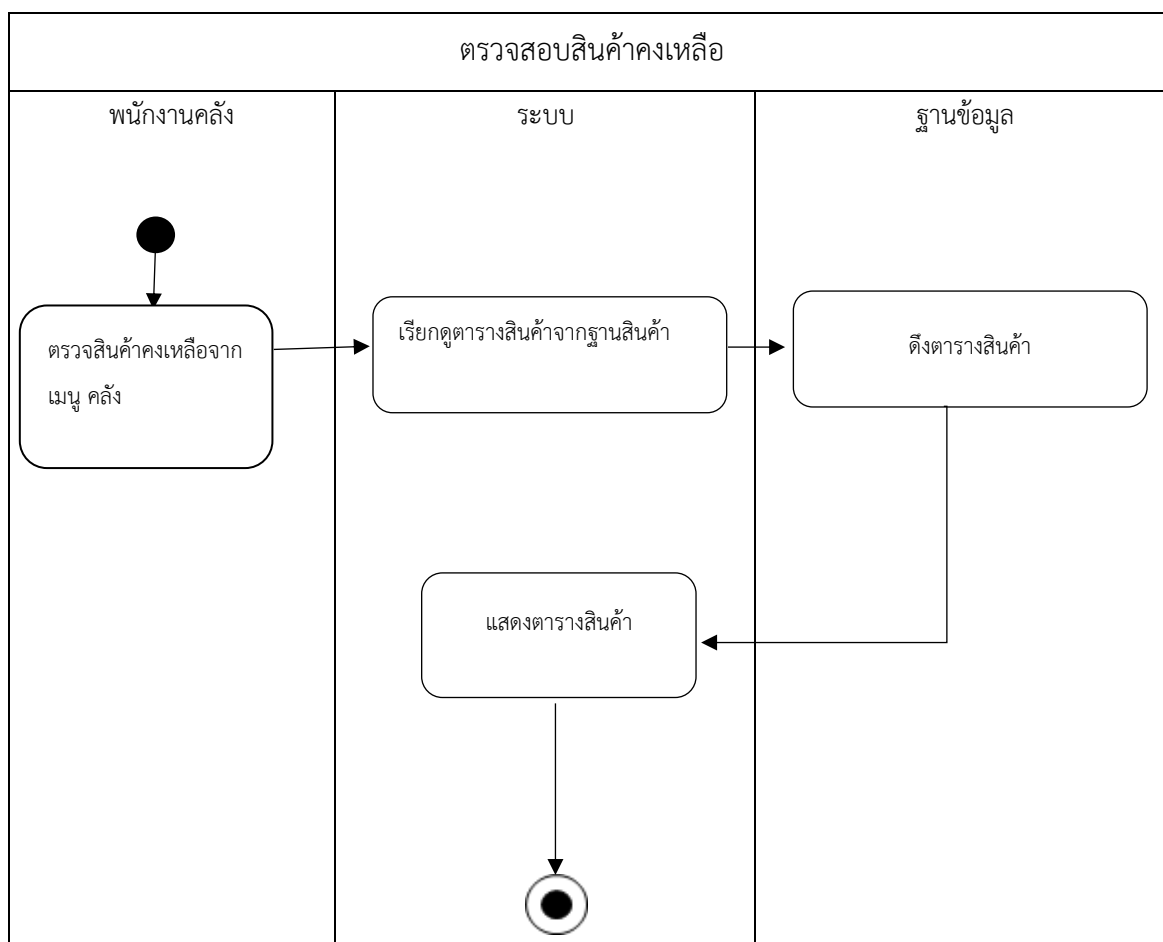 ตรวจสอบสินค้าคงเหลือ
พนักงานคลัง
ระบบ
ฐานข้อมูล
ตรวจสินค้าคงเหลือจาก
เมนู คลัง
เรียกดูตารางสินค้าจากฐานสินค้า
ดึงตารางสินค้า
แสดงตารางสินค้า